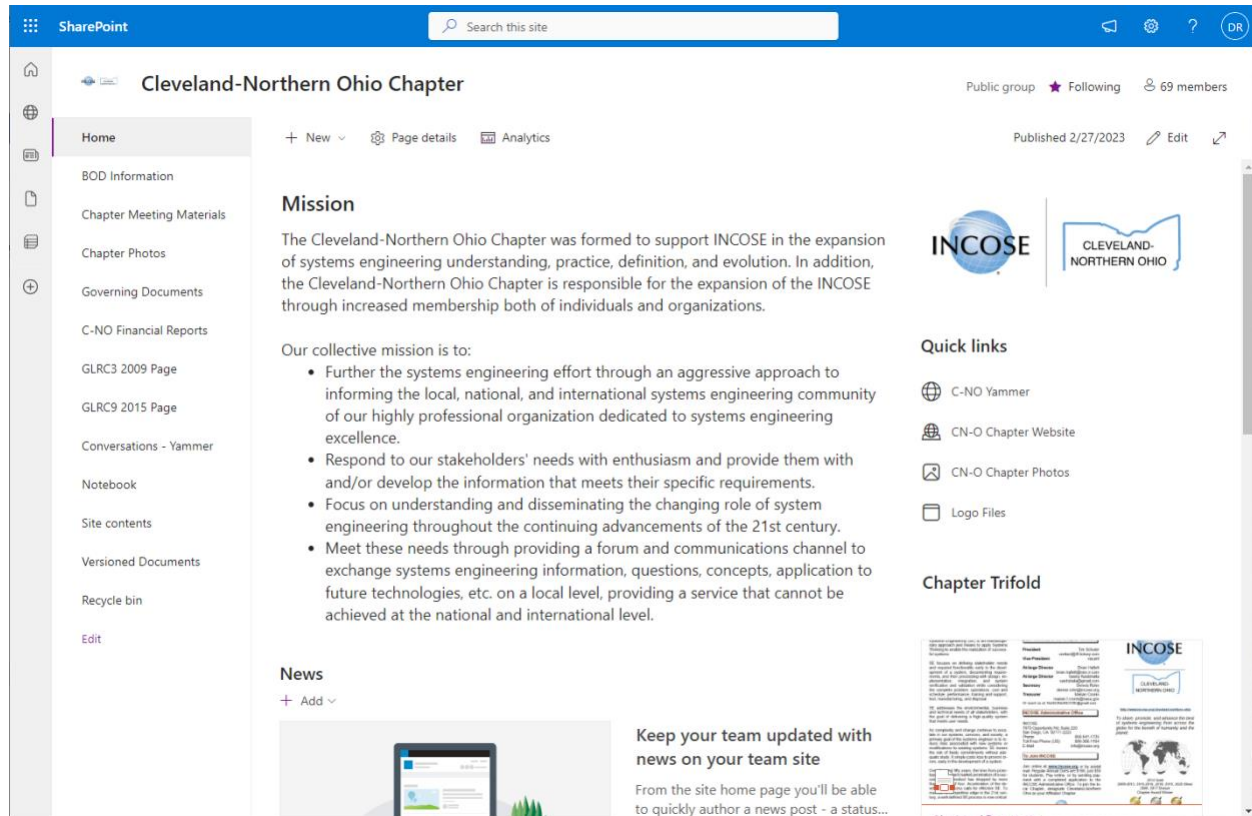 SharePoint
Search this site
DR
Cleveland-Northern Ohio Chapter
Public group
Following
69 members
Home
BOD Information
Chapter Meeting Materials
Chapter Photos
Governing Documents
C-NO Financial Reports
GLRC3 2009 Page
GLRC9 2015 Page
Conversations - Yammer
Notebook
Site contents
Versioned Documents
Recycle bin
Edit
New
Page details
Analytics
Published 2/27/2023
Edit
Mission
The Cleveland-Northern Ohio Chapter was formed to support INCOSE in the expansion
of systems engineering understanding, practice, definition, and evolution. In addition,
the Cleveland-Northern Ohio Chapter is responsible for the expansion of the INCOSE
through increased membership both of individuals and organizations.
Our collective mission is to:
• Further the systems engineering effort through an aggressive approach to
informing the local, national, and international systems engineering community
of our highly professional organization dedicated to systems engineering
excellence.
• Respond to our stakeholders' needs with enthusiasm and provide them with
and/or develop the information that meets their specific requirements.
• Focus on understanding and disseminating the changing role of system
engineering throughout the continuing advancements of the 21st century.
• Meet these needs through providing a forum and communications channel to
exchange systems engineering information, questions, concepts, application to
future technologies, etc. on a local level, providing a service that cannot be
achieved at the national and international level.
News
Add
Keep your team updated with
news on your team site
From the site home page you'll be able
to quickly author a news post - a status...
INCOSE
CLEVELAND-
NORTHERN OHIO
Quick links
C-NO Yammer
CN-O Chapter Website
CN-O Chapter Photos
Logo Files
Chapter Trifold
President
Vice-President
Secretary
Treasurer
INCOSE Administrative Office
INCOSE
CLEVELAND-
NORTHERN OHIO